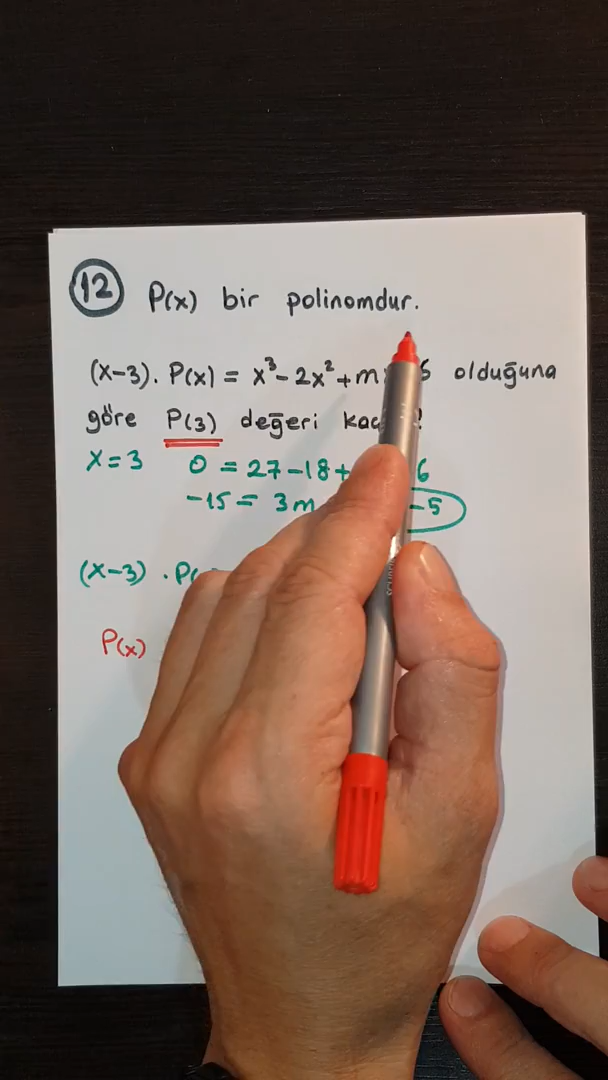 12 P(x) bir polinomdur.
(x-3). P(x) = x³- 2x²+m 6 olduğuna
göre P(3) değeri ?
x=3 0 = 27-18+ 6
-15 = 3m -5
(x-3) .P(
P(x)